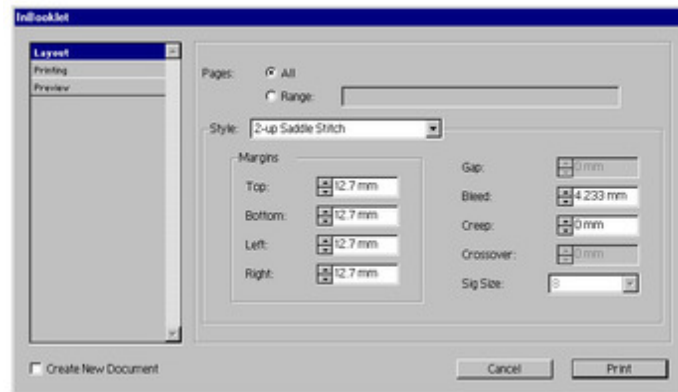 InBooklet
Layout
Printing
Preview
Pages:
All
Range:
Style:
2-up Saddle Stitch
Margins
Top:
12.7 mm
Bottom:
12.7 mm
Left:
12.7 mm
Right:
12.7 mm
Gap:
0 mm
Bleed:
4.233 mm
Creep:
0 mm
Crossover:
0 mm
Sig Size:
8
Create New Document
Cancel
Print